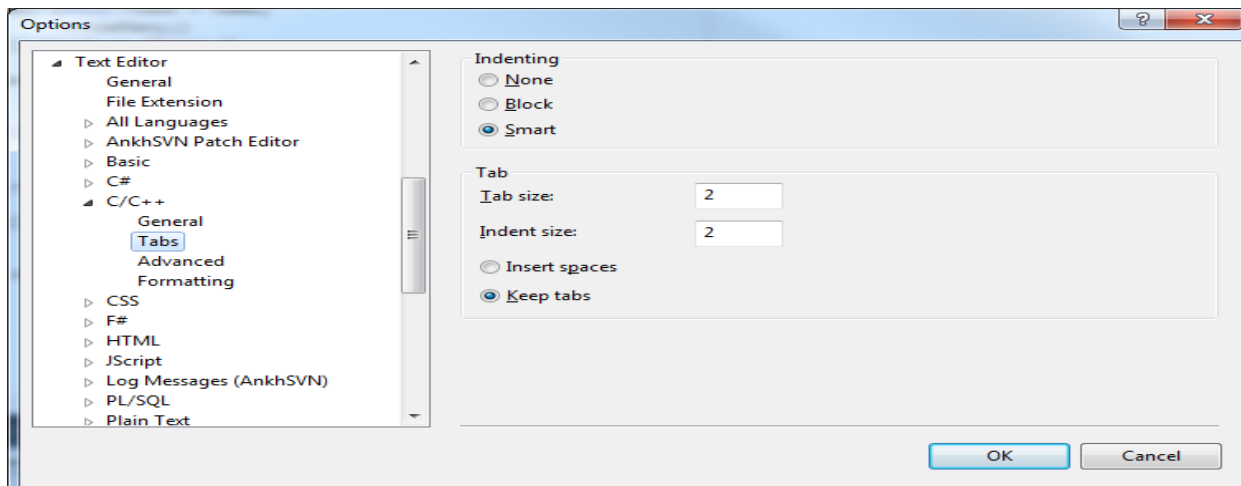 Options
Text Editor
General
File Extension
All Languages
AnkhSVN Patch Editor
Basic
C#
C/C++
General
Tabs
Advanced
Formatting
CSS
F#
HTML
JScript
Log Messages (AnkhSVN)
PL/SQL
Plain Text
Indenting
None
Block
Smart
Tab
Tab size: 2
Indent size: 2
Insert spaces
Keep tabs
OK Cancel